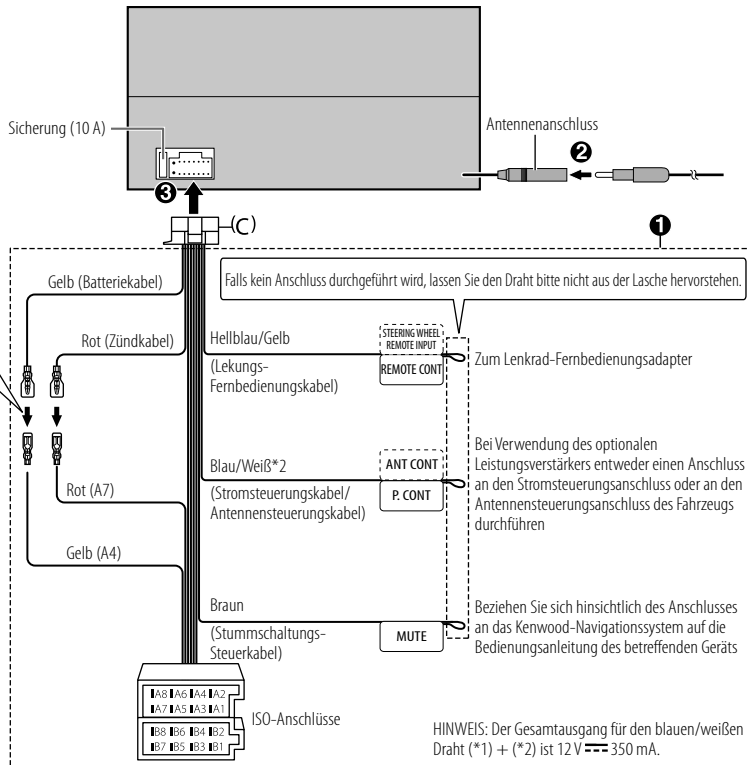 Sicherung (10 A)
Antennenanschluss
❷
❸
(C)
❶
Gelb (Batteriekabel)
Falls kein Anschluss durchgeführt wird, lassen Sie den Draht bitte nicht aus der Lasche hervorstehen.
Rot (Zündkabel)
Hellblau/Gelb
(Lekungs-
Fernbedienungskabel)
STEERING WHEEL
REMOTE INPUT
REMOTE CONT
Zum Lenkrad-Fernbedienungsadapter
Blau/Weiß*2
(Stromsteuerungskabel/
Antennensteuerungskabel)
ANT CONT
P. CONT
Bei Verwendung des optionalen
Leistungsverstärkers entweder einen Anschluss
an den Stromsteuerungsanschluss oder an den
Antennensteuerungsanschluss des Fahrzeugs
durchführen
Rot (A7)
Gelb (A4)
Braun
(Stummschaltungs-
Steuerkabel)
MUTE
Beziehen Sie sich hinsichtlich des Anschlusses
an das Kenwood-Navigationssystem auf die
Bedienungsanleitung des betreffenden Geräts
A8 A6 A4 A2
A7 A5 A3 A1
B8 B6 B4 B2
B7 B5 B3 B1
ISO-Anschlüsse
HINWEIS: Der Gesamtausgang für den blauen/weißen
Draht (*1) + (*2) ist 12 V ⎓ 350 mA.